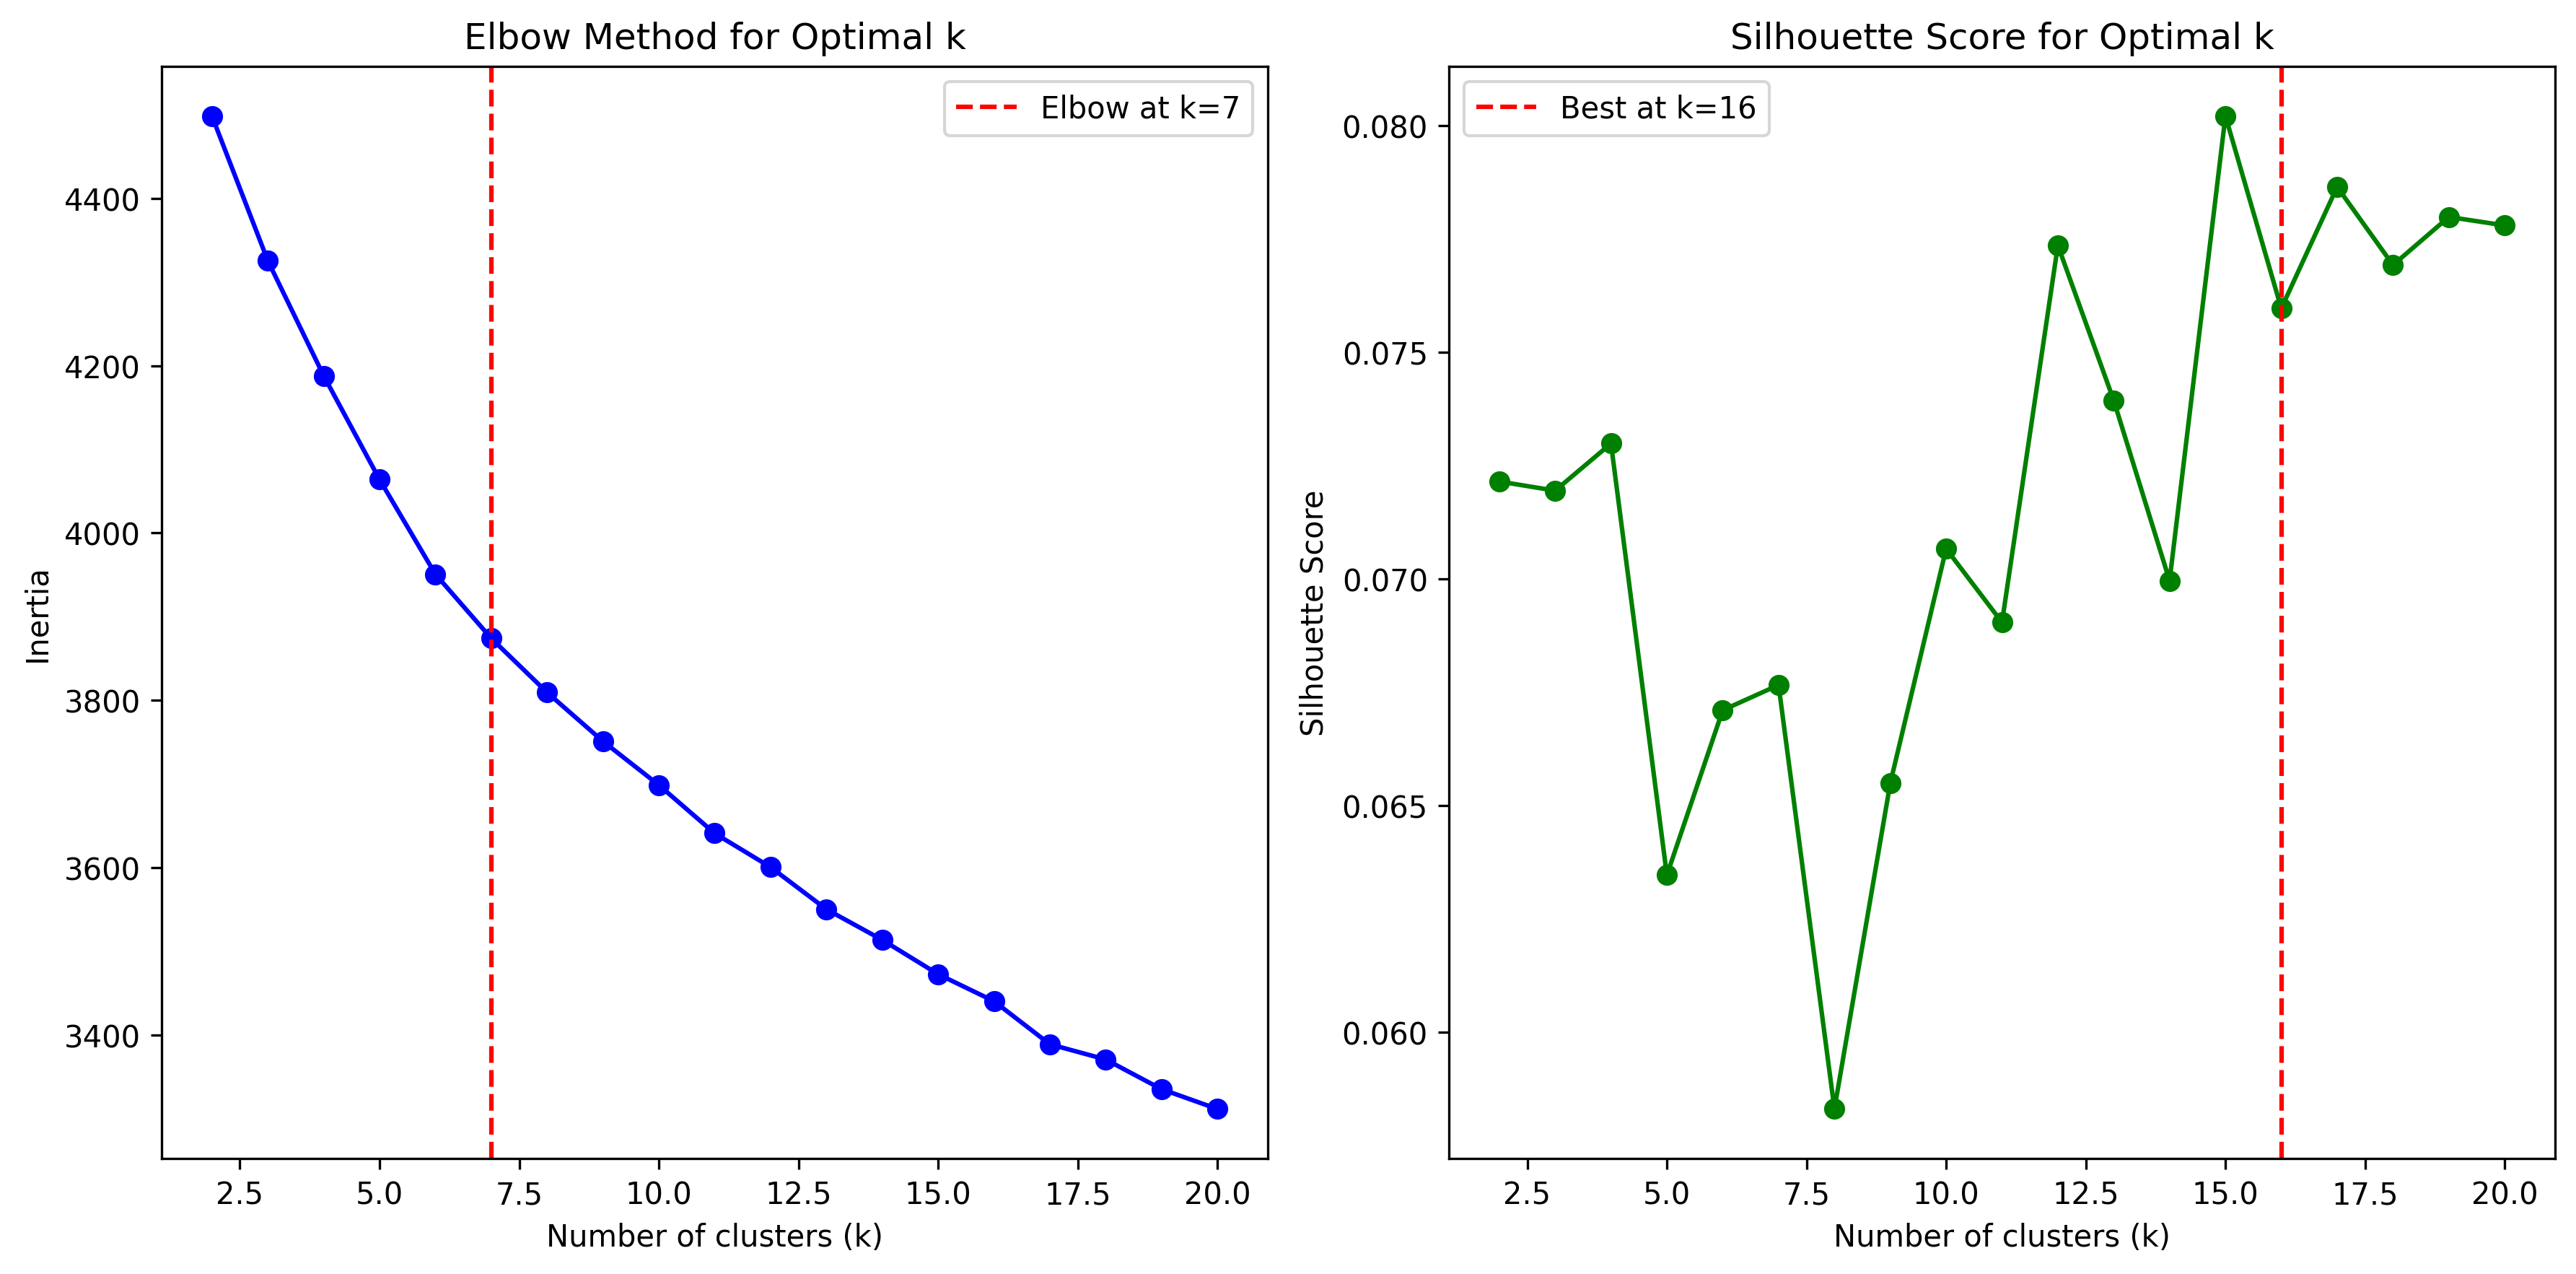 Elbow Method for Optimal k
Elbow at k=7
4400
4200
4000
3800
3600
3400
Inertia
2.5 5.0 7.5 10.0 12.5 15.0 17.5 20.0
Number of clusters (k)
Silhouette Score for Optimal k
Best at k=16
0.080
0.075
0.070
0.065
0.060
Silhouette Score
2.5 5.0 7.5 10.0 12.5 15.0 17.5 20.0
Number of clusters (k)